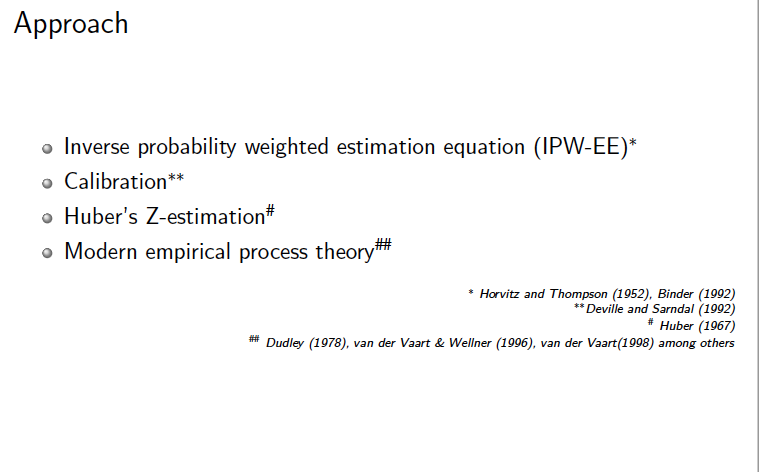 Approach
Inverse probability weighted estimation equation (IPW-EE)*
Calibration**
Huber's Z-estimation#
Modern empirical process theory##
* Horvitz and Thompson (1952), Binder (1992)
**Deville and Sarndal (1992)
# Huber (1967)
## Dudley (1978), van der Vaart & Wellner (1996), van der Vaart(1998) among others